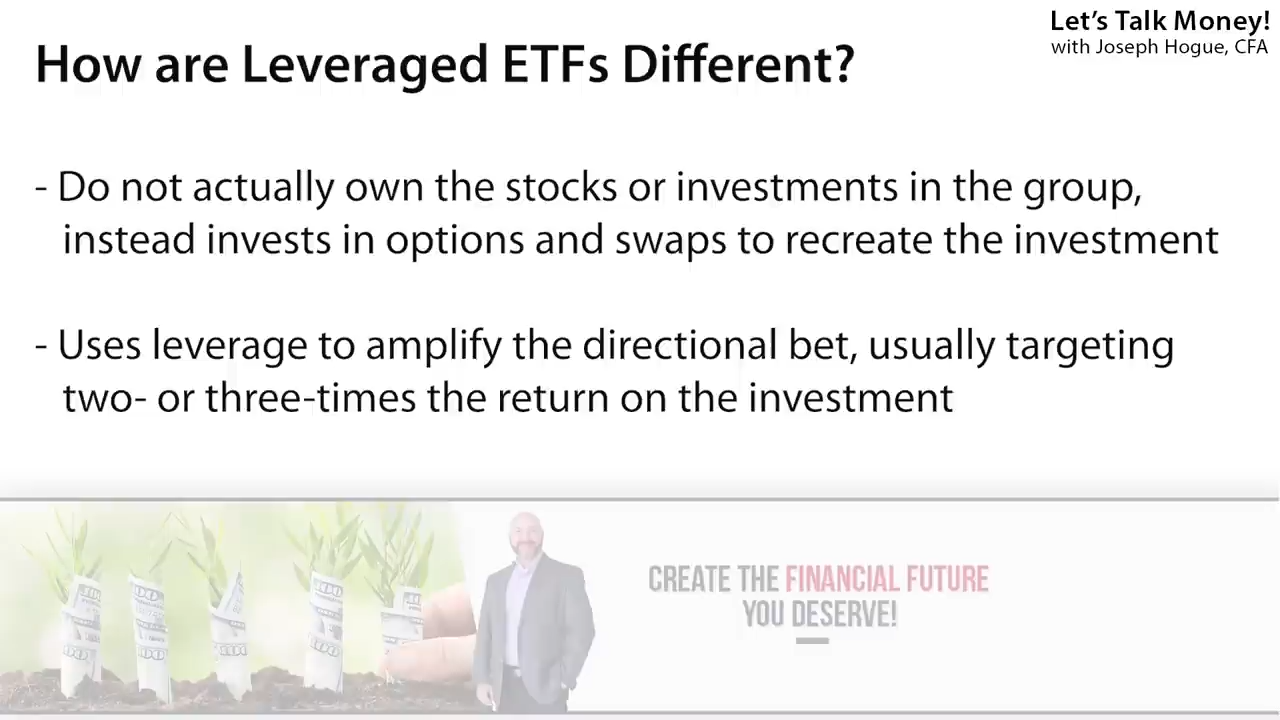 Let's Talk Money!
with Joseph Hogue, CFA
How are Leveraged ETFs Different?
- Do not actually own the stocks or investments in the group,
instead invests in options and swaps to recreate the investment
- Uses leverage to amplify the directional bet, usually targeting
two- or three-times the return on the investment
CREATE THE FINANCIAL FUTURE
YOU DESERVE!